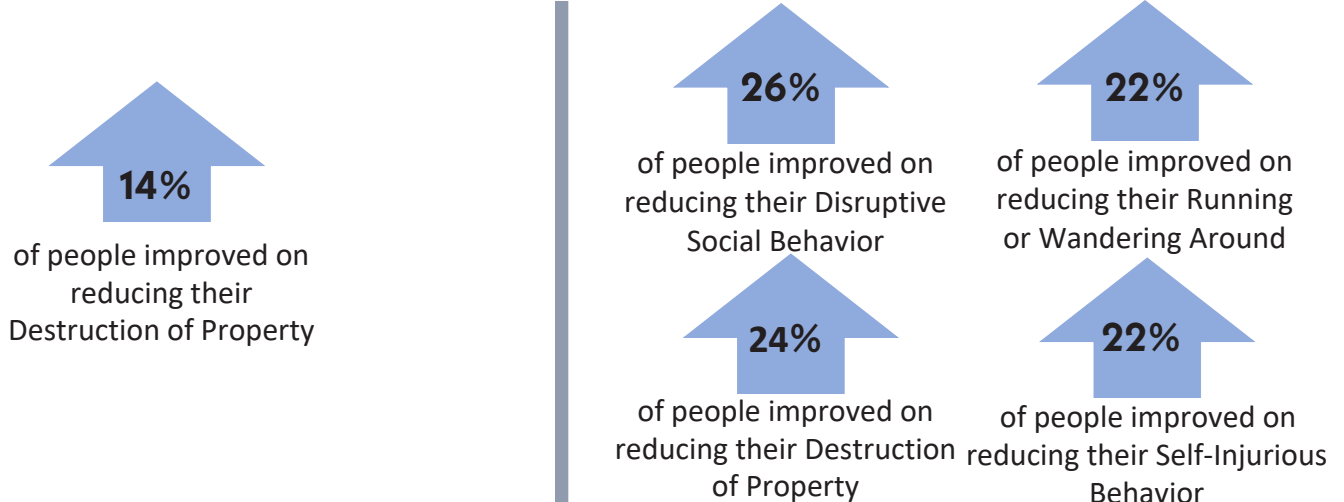 14%
of people improved on
reducing their
Destruction of Property
26%
of people improved on
reducing their Disruptive
Social Behavior
22%
of people improved on
reducing their Running
or Wandering Around
24%
of people improved on
reducing their Destruction
of Property
22%
of people improved on
reducing their Self-Injurious
Behavior